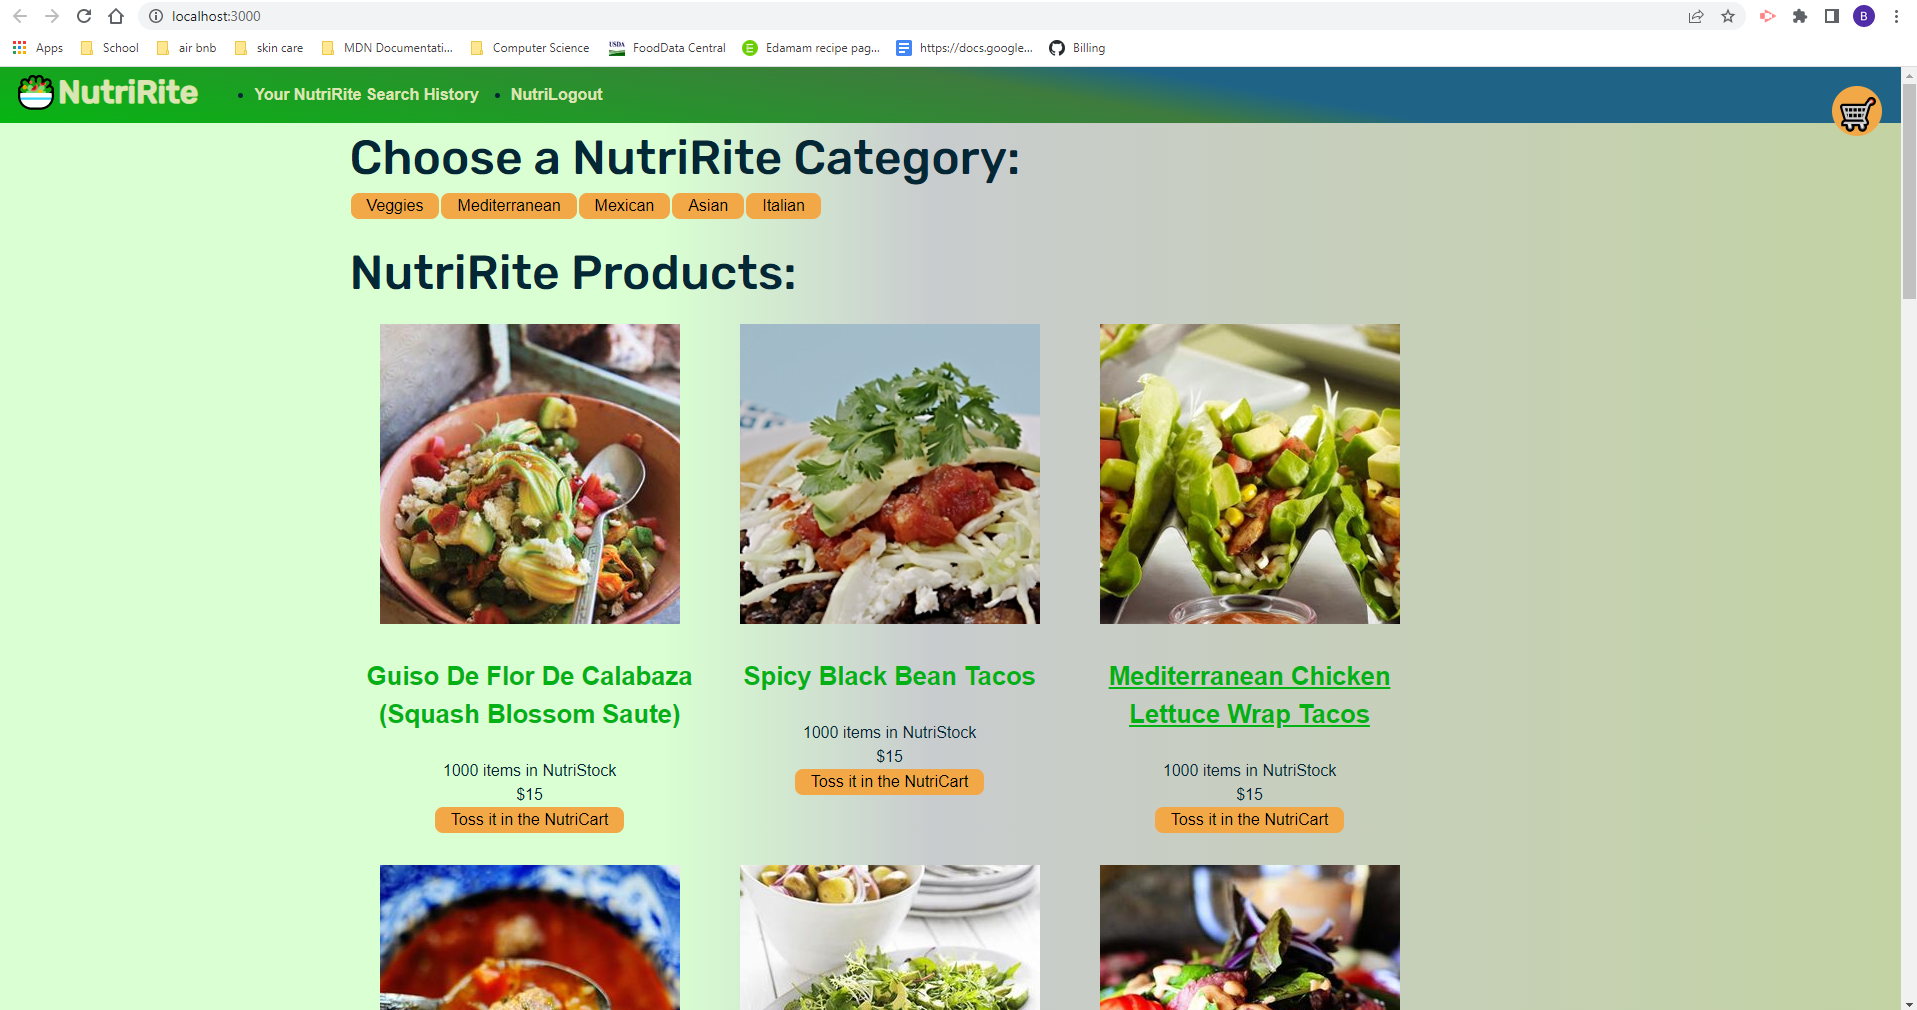 localhost:3000
B
Apps
School
air bnb
skin care
MDN Documentati...
Computer Science
USDA
FoodData Central
E
Edamam recipe pag...
https://docs.google...
Billing
NutriRite
Your NutriRite Search History
NutriLogout
Choose a NutriRite Category:
Veggies
Mediterranean
Mexican
Asian
Italian
NutriRite Products:
Guiso De Flor De Calabaza
(Squash Blossom Saute)
1000 items in NutriStock
$15
Toss it in the NutriCart
Spicy Black Bean Tacos
1000 items in NutriStock
$15
Toss it in the NutriCart
Mediterranean Chicken
Lettuce Wrap Tacos
1000 items in NutriStock
$15
Toss it in the NutriCart